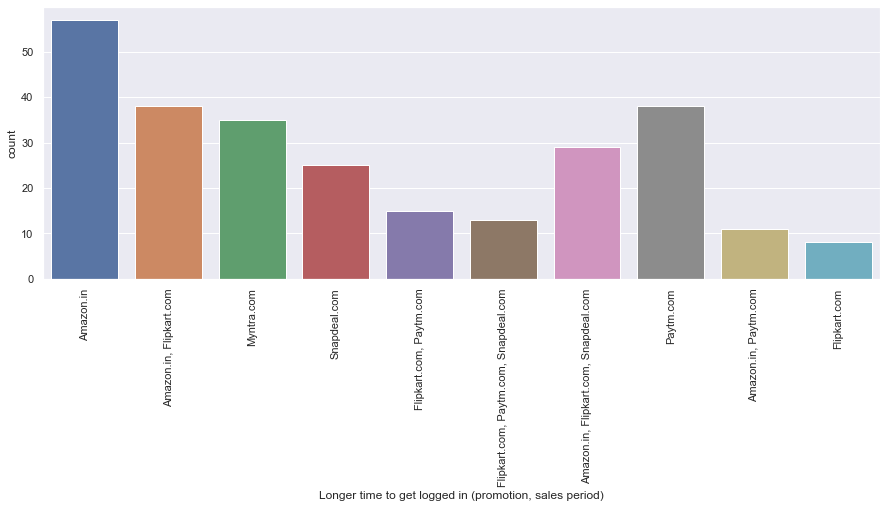 50
40
30
20
10
0
count
Amazon.in
Amazon.in, Flipkart.com
Myntra.com
Snapdeal.com
Flipkart.com, Paytm.com
Flipkart.com, Paytm.com, Snapdeal.com
Amazon.in, Flipkart.com, Snapdeal.com
Paytm.com
Amazon.in, Paytm.com
Flipkart.com
Longer time to get logged in (promotion, sales period)